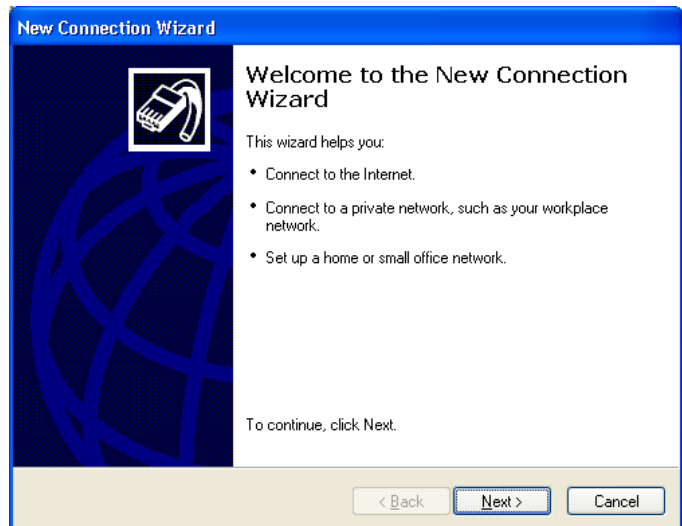 New Connection Wizard
Welcome to the New Connection
Wizard
This wizard helps you:
• Connect to the Internet.
• Connect to a private network, such as your workplace
network.
• Set up a home or small office network.
To continue, click Next.
< Back Next > Cancel